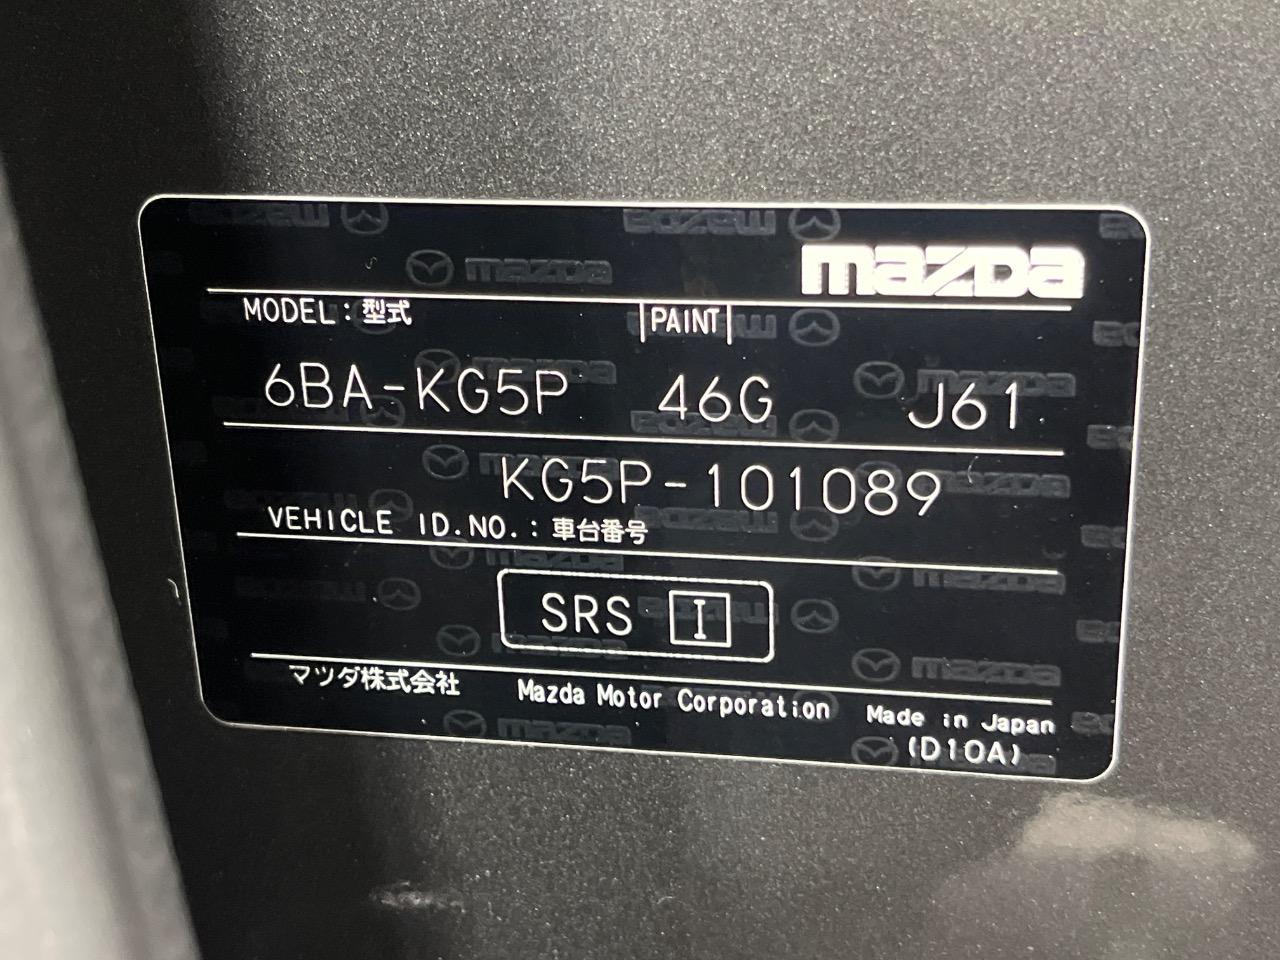 mazda
MODEL：型式 |PAINT|
6BA-KG5P 46G J61
KG5P-101089
VEHICLE ID.NO.：車台番号
SRS I
マツダ株式会社 Mazda Motor Corporation Made in Japan
(D10A)